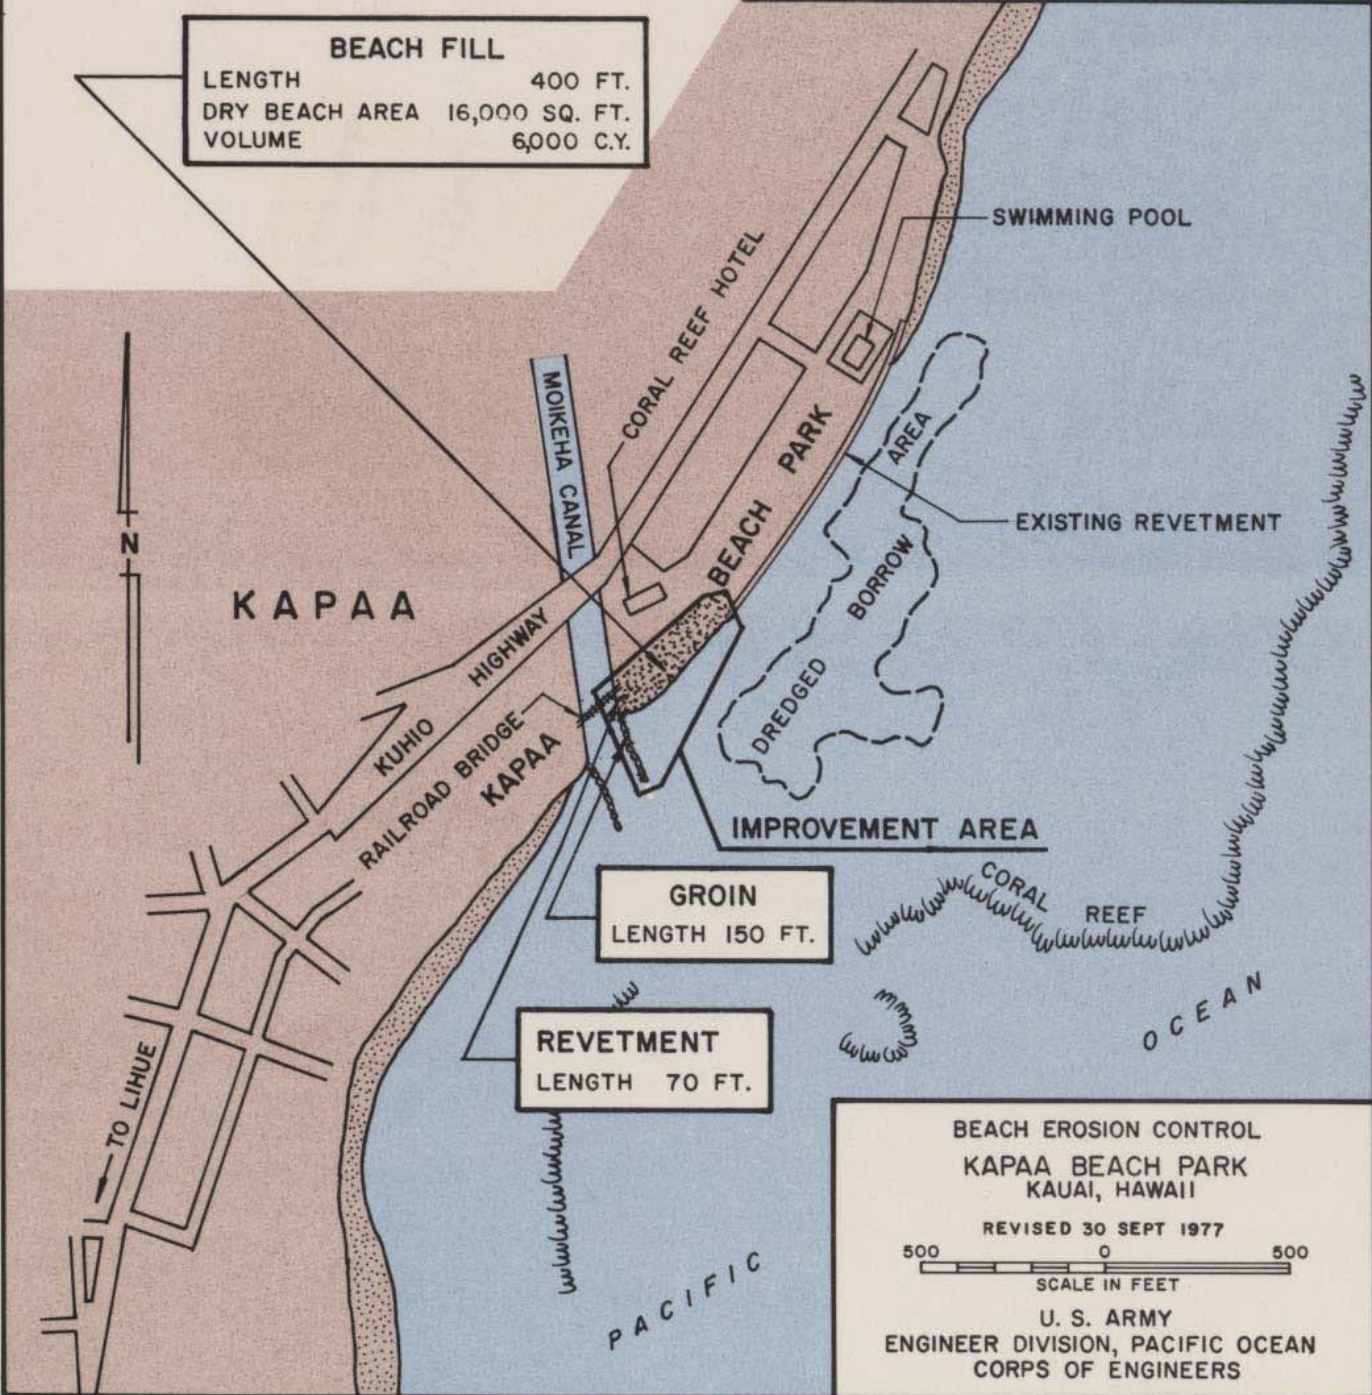 BEACH FILL
LENGTH 400 FT.
DRY BEACH AREA 16,000 SQ. FT.
VOLUME 6,000 C.Y.
SWIMMING POOL
CORAL REEF HOTEL
MOIKEHA CANAL
BEACH PARK
AREA
EXISTING REVETMENT
N
BORROW
KAPAA
HIGHWAY
DREDGED
KUHIO
RAILROAD BRIDGE
KAPAA
IMPROVEMENT AREA
GROIN
LENGTH 150 FT.
CORAL
REEF
OCEAN
REVETMENT
LENGTH 70 FT.
TO LIHUE
PACIFIC
BEACH EROSION CONTROL
KAPAA BEACH PARK
KAUAI, HAWAII
REVISED 30 SEPT 1977
500 0 500
SCALE IN FEET
U. S. ARMY
ENGINEER DIVISION, PACIFIC OCEAN
CORPS OF ENGINEERS